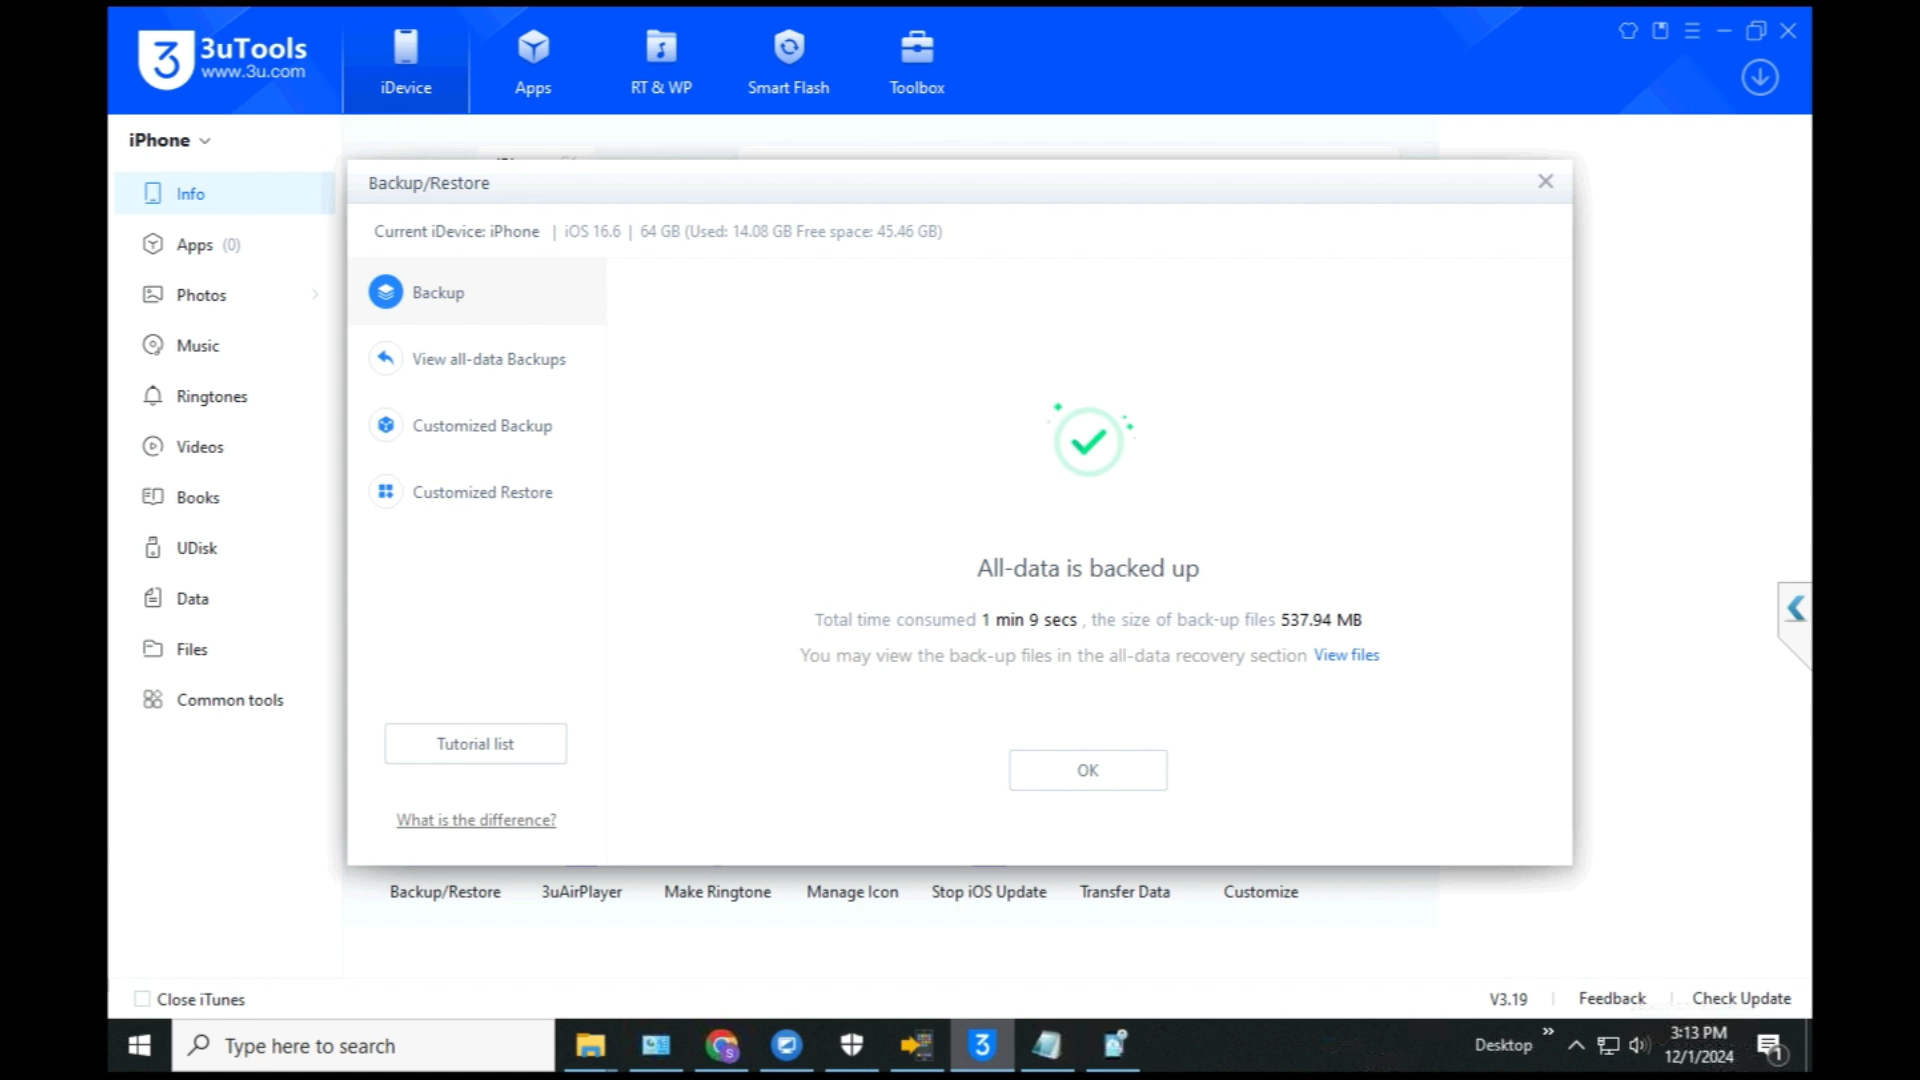 3uTools
www.3u.com
iDevice
Apps
RT & WP
Smart Flash
Toolbox
iPhone
Info
Apps (0)
Photos
Music
Ringtones
Videos
Books
UDisk
Data
Files
Common tools
Backup/Restore
Current iDevice: iPhone | iOS 16.6 | 64 GB (Used: 14.08 GB Free space: 45.46 GB)
Backup
View all-data Backups
Customized Backup
Customized Restore
Tutorial list
What is the difference?
All-data is backed up
Total time consumed 1 min 9 secs , the size of back-up files 537.94 MB
You may view the back-up files in the all-data recovery section View files
OK
Backup/Restore
3uAirPlayer
Make Ringtone
Manage Icon
Stop iOS Update
Transfer Data
Customize
Close iTunes
V3.19
Feedback
Check Update
Type here to search
Desktop
3:13 PM
12/1/2024